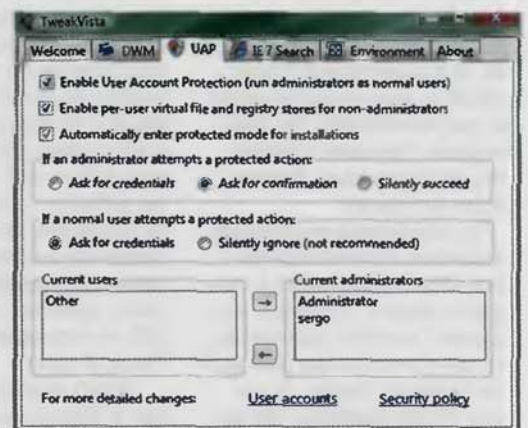 TweakVista
Welcome DWM UAP IE7 Search Environment About
Enable User Account Protection (run administrators as normal users)
Enable per-user virtual file and registry stores for non-administrators
Automatically enter protected mode for installations
If an administrator attempts a protected action:
Ask for credentials Ask for confirmation Silently succeed
If a normal user attempts a protected action:
Ask for credentials Silently ignore (not recommended)
Current users Current administrators
Other Administrator
sergo
For more detailed changes: User accounts Security policy